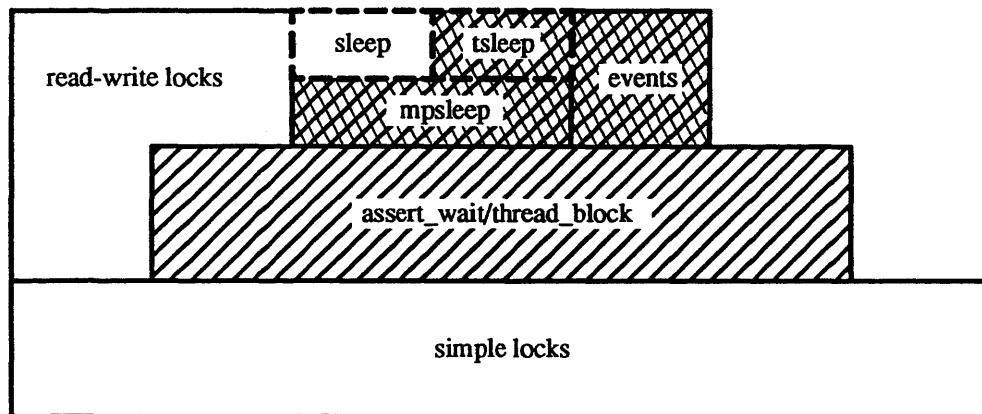 sleep
tsleep
read-write locks
events
mpsleep
assert_wait/thread_block
simple locks